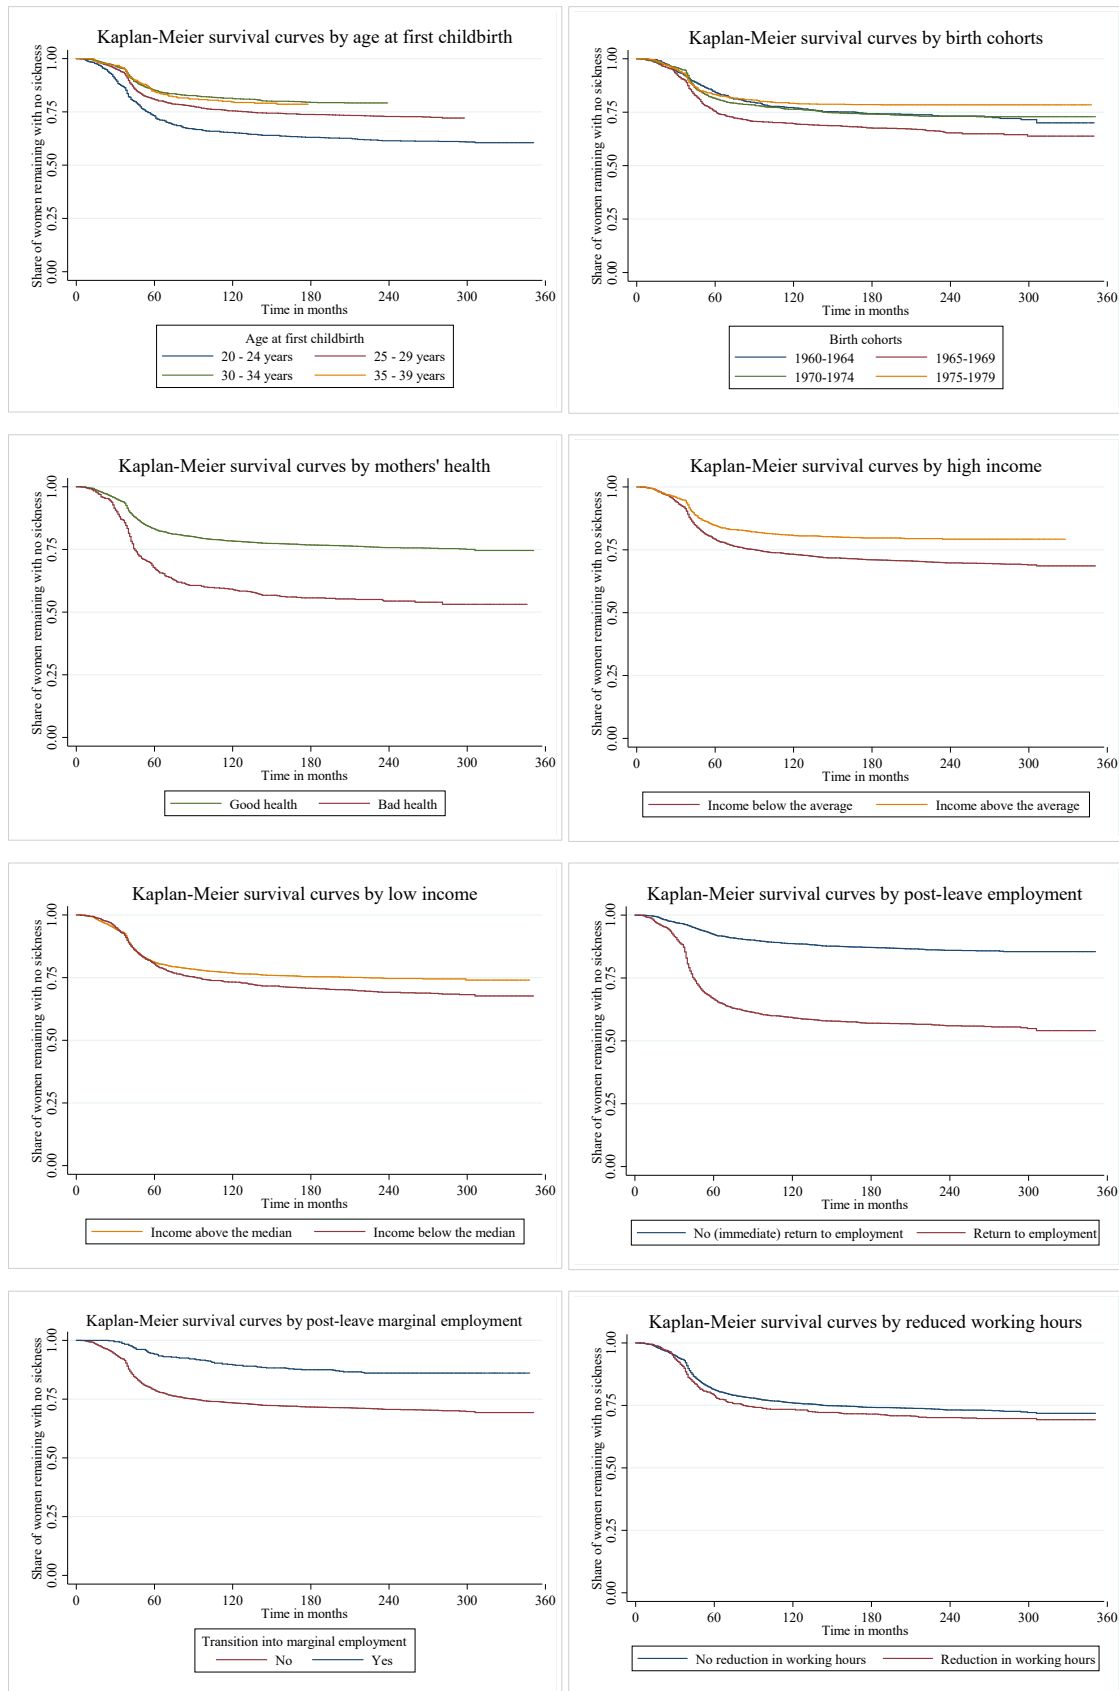 Kaplan-Meier survival curves by age at first childbirth
Share of women remaining with no sickness
1.00
0.75
0.50
0.25
0.00
0 60 120 180 240 300 360
Time in months
Age at first childbirth
20 - 24 years 25 - 29 years
30 - 34 years 35 - 39 years
Kaplan-Meier survival curves by birth cohorts
Share of women ramining with no sickness
1.00
0.75
0.50
0.25
0.00
0 60 120 180 240 300 360
Time in months
Birth cohorts
1960-1964 1965-1969
1970-1974 1975-1979
Kaplan-Meier survival curves by mothers' health
Share of women remaining with no sickness
1.00
0.75
0.50
0.25
0.00
0 60 120 180 240 300 360
Time in months
Good health Bad health
Kaplan-Meier survival curves by high income
Share of women remaining with no sickness
1.00
0.75
0.50
0.25
0.00
0 60 120 180 240 300 360
Time in months
Income below the average Income above the average
Kaplan-Meier survival curves by low income
Share of women remaining with no sickness
1.00
0.75
0.50
0.25
0.00
0 60 120 180 240 300 360
Time in months
Income above the median Income below the median
Kaplan-Meier survival curves by post-leave employment
Share of women remaining with no sickness
1.00
0.75
0.50
0.25
0.00
0 60 120 180 240 300 360
Time in months
No (immediate) return to employment Return to employment
Kaplan-Meier survival curves by post-leave marginal employment
Share of women remaining with no sickness
1.00
0.75
0.50
0.25
0.00
0 60 120 180 240 300 360
Time in months
Transition into marginal employment
No Yes
Kaplan-Meier survival curves by reduced working hours
Share of women remaining with no sickness
1.00
0.75
0.50
0.25
0.00
0 60 120 180 240 300 360
Time in months
No reduction in working hours Reduction in working hours